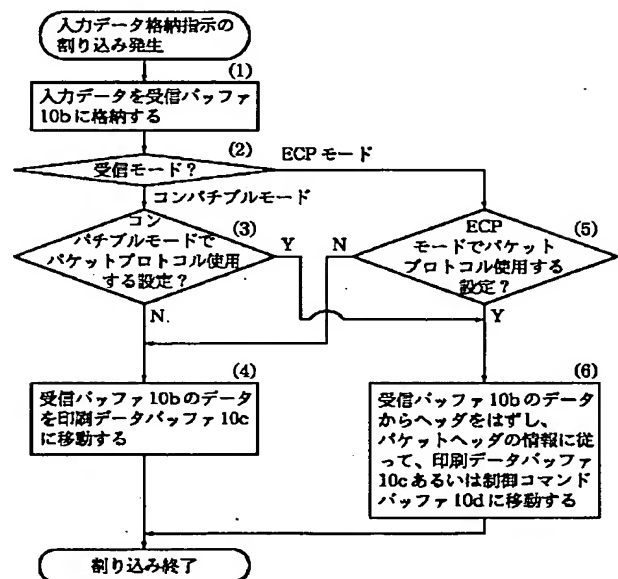 入力データ格納指示の
割り込み発生
(1)
入力データを受信バッファ
10bに格納する
(2)
受信モード?
ECPモード
コンパチブルモード
(3)
コン
パチブルモードで
パケットプロトコル使用
する設定?
Y
N
(5)
ECP
モードでパケット
プロトコル使用する
設定?
N.
Y
(4)
受信バッファ10bのデータ
を印刷データバッファ10c
に移動する
(6)
受信バッファ10bのデータ
からヘッダをはずし、
パケットヘッダの情報に従
って、印刷データバッファ
10cあるいは制御コマンド
バッファ10dに移動する
割り込み終了